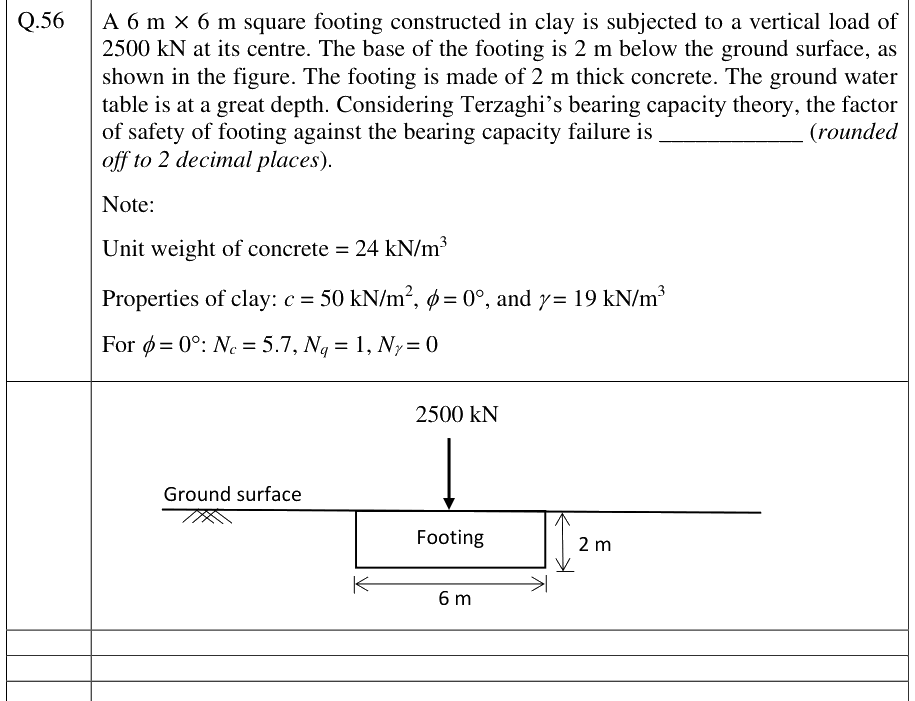 Q.56
A 6 m × 6 m square footing constructed in clay is subjected to a vertical load of
2500 kN at its centre. The base of the footing is 2 m below the ground surface, as
shown in the figure. The footing is made of 2 m thick concrete. The ground water
table is at a great depth. Considering Terzaghi’s bearing capacity theory, the factor
of safety of footing against the bearing capacity failure is ____________ (rounded
off to 2 decimal places).
Note:
Unit weight of concrete = 24 kN/m³
Properties of clay: c = 50 kN/m², ϕ = 0°, and γ = 19 kN/m³
For ϕ = 0°: N_c = 5.7, N_q = 1, N_γ = 0
2500 kN
Ground surface
Footing
2 m
6 m